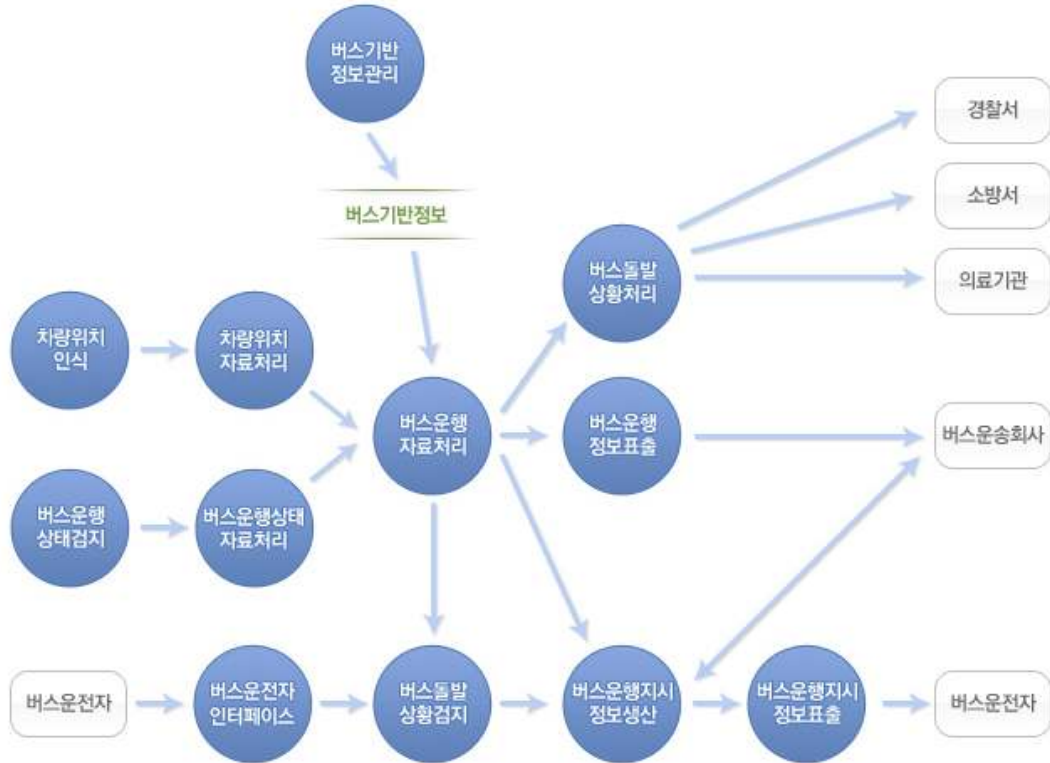 버스기반
정보관리
경찰서
버스기반정보
소방서
버스돌발
상황처리
의료기관
차량위치
인식
차량위치
자료처리
버스운행
자료처리
버스운행
정보표출
버스운송회사
버스운행
상태검지
버스운행상태
자료처리
버스운전자
버스운전자
인터페이스
버스돌발
상황검지
버스운행지시
정보생산
버스운행지시
정보표출
버스운전자